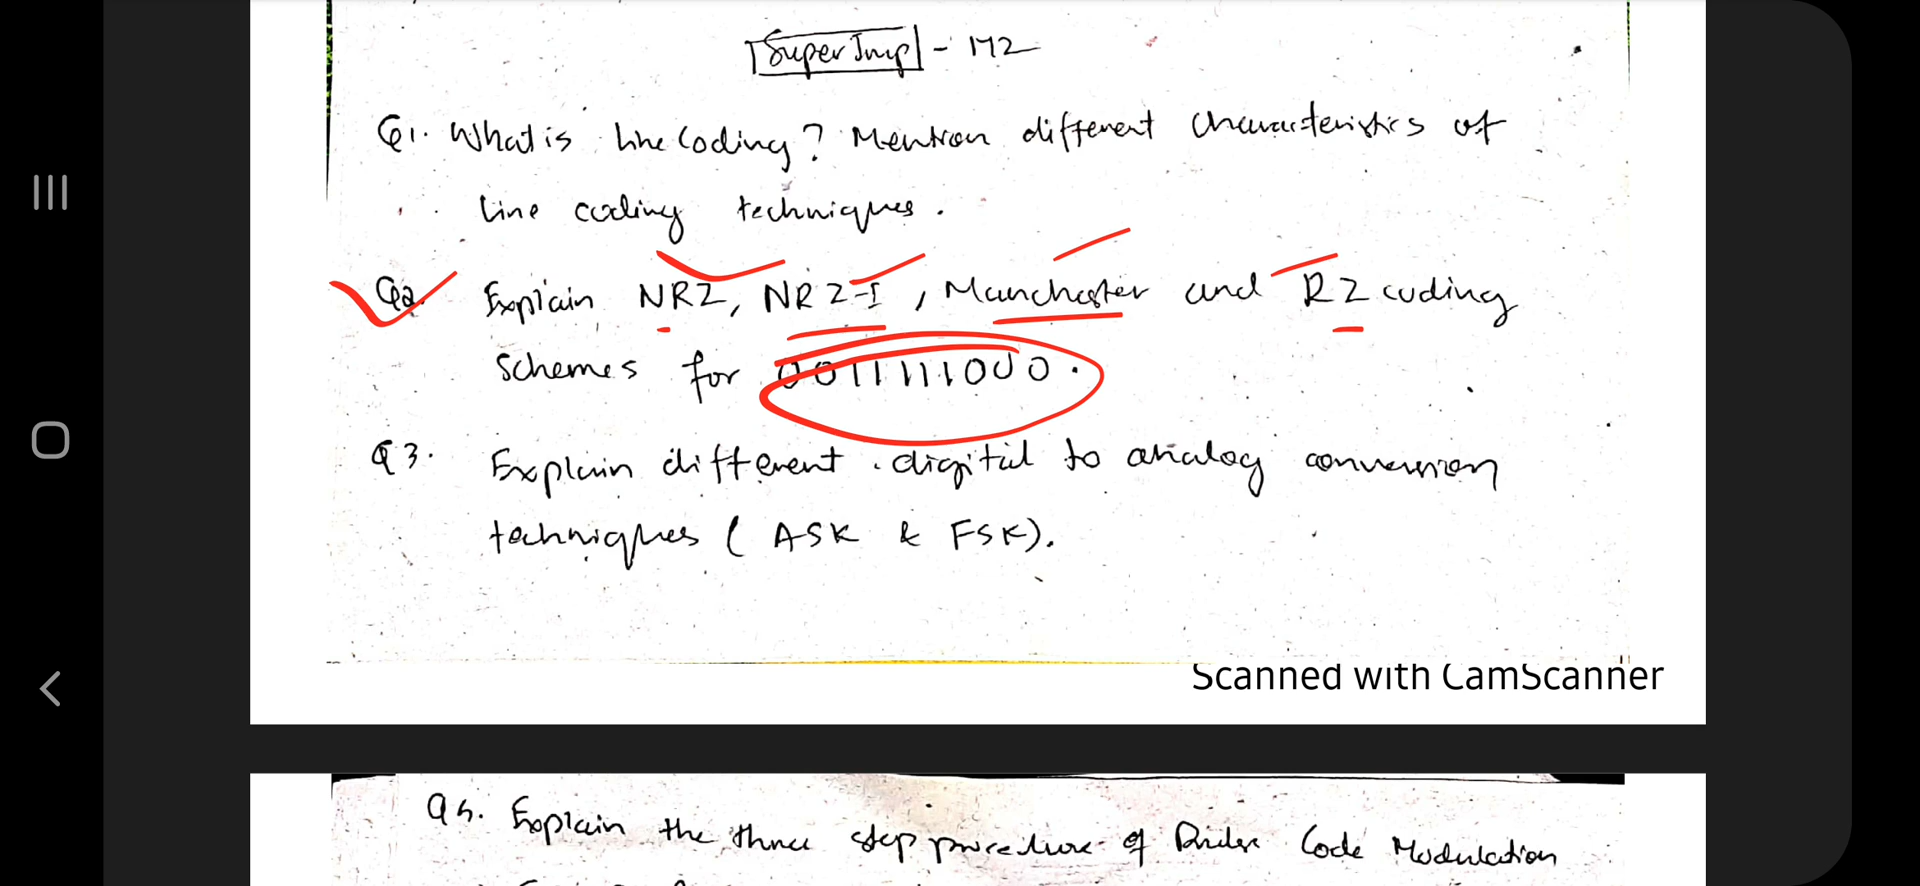 Super Imp - M2
Q1. What is line Coding? Mention different characteristics of
line coding techniques.
Q2 Explain NRZ, NRZ-I, Manchester and RZ coding
Schemes for 0011111000.
Q3. Explain different digital to analog conversion
techniques ( ASK & FSK).
Scanned with CamScanner
Explain the three step procedure of Code Modulation